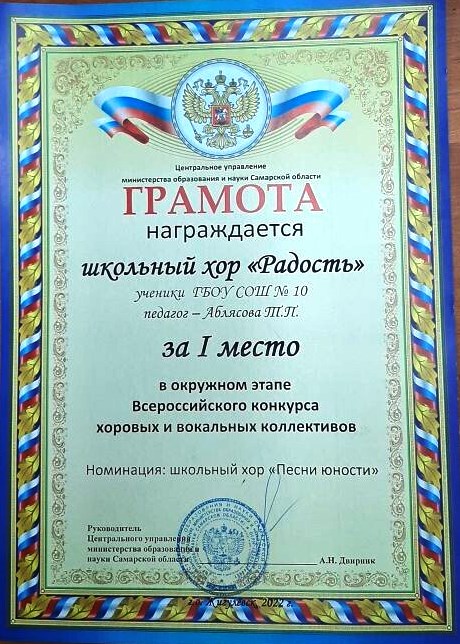 Центральное управление
министерства образования и науки Самарской области
ГРАМОТА
награждается
школьный хор «Радость»
ученики ГБОУ СОШ № 10
педагог – Аблясова Т.П.
за I место
в окружном этапе
Всероссийского конкурса
хоровых и вокальных коллективов
Номинация: школьный хор «Песни юности»
Руководитель
Центрального управления
министерства образования и
науки Самарской области А.Н. Двирник
г.о. Жигулевск, 2022 г.